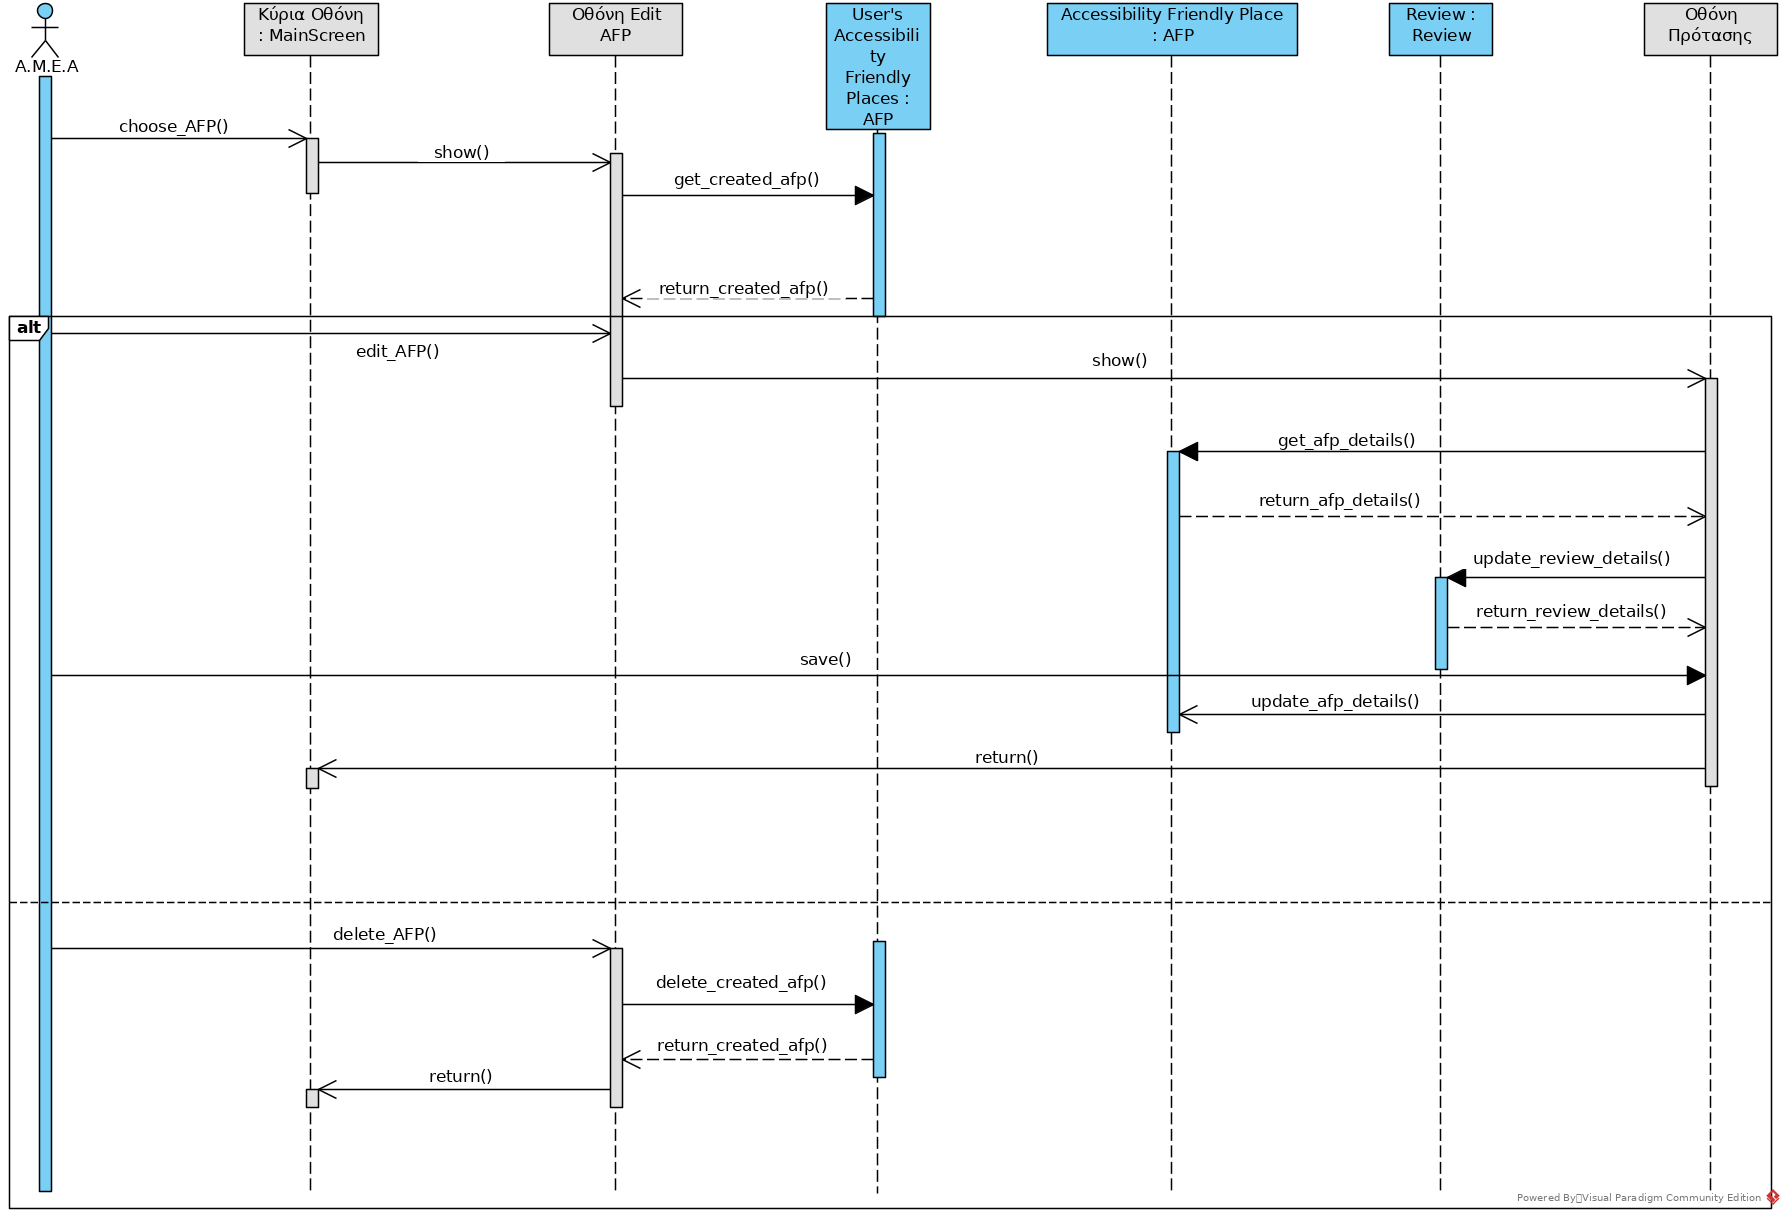 A.M.E.A
Κύρια Οθόνη
: MainScreen
Οθόνη Edit
AFP
User's
Accessibili
ty
Friendly
Places :
AFP
Accessibility Friendly Place
: AFP
Review :
Review
Οθόνη
Πρότασης
choose_AFP()
show()
get_created_afp()
return_created_afp()
alt
edit_AFP()
show()
get_afp_details()
return_afp_details()
update_review_details()
return_review_details()
save()
update_afp_details()
return()
delete_AFP()
delete_created_afp()
return_created_afp()
return()
Powered By Visual Paradigm Community Edition